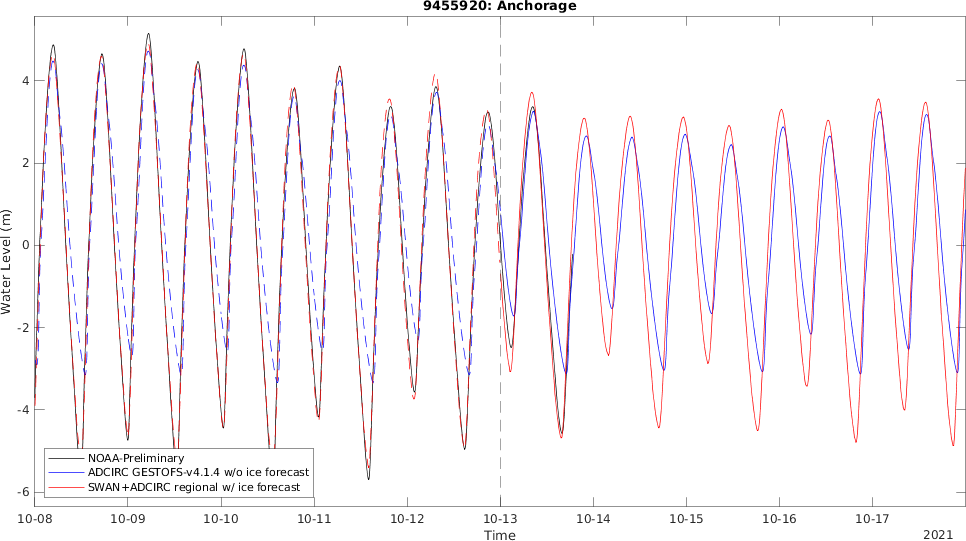 9455920: Anchorage
Water Level (m)
4
2
0
-2
-4
-6
NOAA-Preliminary
ADCIRC GESTOFS-v4.1.4 w/o ice forecast
SWAN+ADCIRC regional w/ ice forecast
10-08
10-09
10-10
10-11
10-12
10-13
10-14
10-15
10-16
10-17
Time
2021